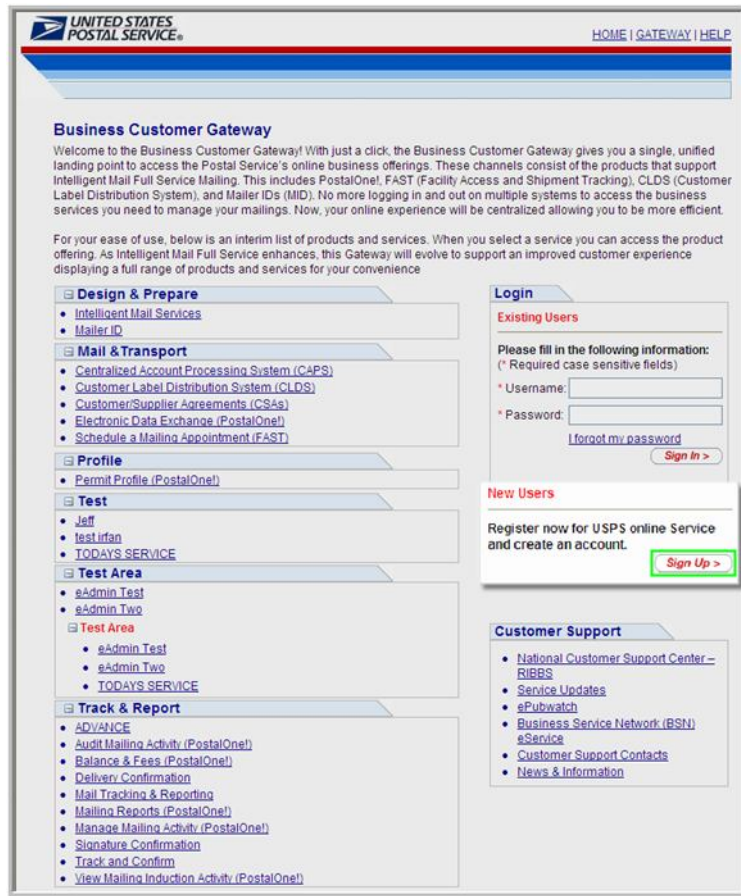 UNITED STATES
POSTAL SERVICE®
HOME | GATEWAY | HELP
Business Customer Gateway
Welcome to the Business Customer Gateway! With just a click, the Business Customer Gateway gives you a single, unified
landing point to access the Postal Service's online business offerings. These channels consist of the products that support
Intelligent Mail Full Service Mailing. This includes PostalOne!, FAST (Facility Access and Shipment Tracking), CLDS (Customer
Label Distribution System), and Mailer IDs (MID). No more logging in and out on multiple systems to access the business
services you need to manage your mailings. Now, your online experience will be centralized allowing you to be more efficient.
For your ease of use, below is an interim list of products and services. When you select a service you can access the product
offering. As Intelligent Mail Full Service enhances, this Gateway will evolve to support an improved customer experience
displaying a full range of products and services for your convenience
Design & Prepare
Intelligent Mail Services
Mailer ID
Mail &Transport
Centralized Account Processing System (CAPS)
Customer Label Distribution System (CLDS)
Customer/Supplier Agreements (CSAs)
Electronic Data Exchange (PostalOne!)
Schedule a Mailing Appointment (FAST)
Profile
Permit Profile (PostalOne!)
Test
Jeff
test irfan
TODAYS SERVICE
Test Area
eAdmin Test
eAdmin Two
Test Area
eAdmin Test
eAdmin Two
TODAYS SERVICE
Track & Report
ADVANCE
Audit Mailing Activity (PostalOne!)
Balance & Fees (PostalOne!)
Delivery Confirmation
Mail Tracking & Reporting
Mailing Reports (PostalOne!)
Manage Mailing Activity (PostalOne!)
Signature Confirmation
Track and Confirm
View Mailing Induction Activity (PostalOne!)
Login
Existing Users
Please fill in the following information:
(* Required case sensitive fields)
* Username:
* Password:
I forgot my password
Sign In >
New Users
Register now for USPS online Service
and create an account.
Sign Up >
Customer Support
National Customer Support Center –
RIBBS
Service Updates
ePubwatch
Business Service Network (BSN)
eService
Customer Support Contacts
News & Information